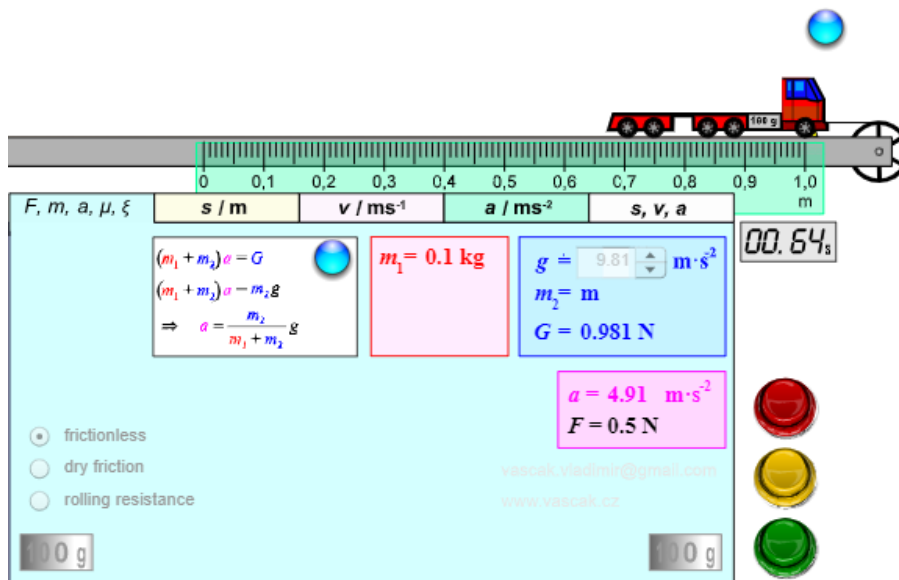 100 g
0 0,1 0,2 0,3 0,4 0,5 0,6 0,7 0,8 0,9 1,0
m
F, m, a, μ, ξ s / m v / ms⁻¹ a / ms⁻² s, v, a
00.64s
(m₁ + m₂)a = G
(m₁ + m₂)a = m₂g
⇒ a = m₂ / (m₁ + m₂) g
m₁= 0.1 kg
g ≐ 9.81 m·s⁻²
m₂= m
G = 0.981 N
a = 4.91 m·s⁻²
F = 0.5 N
frictionless
dry friction
rolling resistance
vascak.vladimir@gmail.com
www.vascak.cz
100 g
100 g